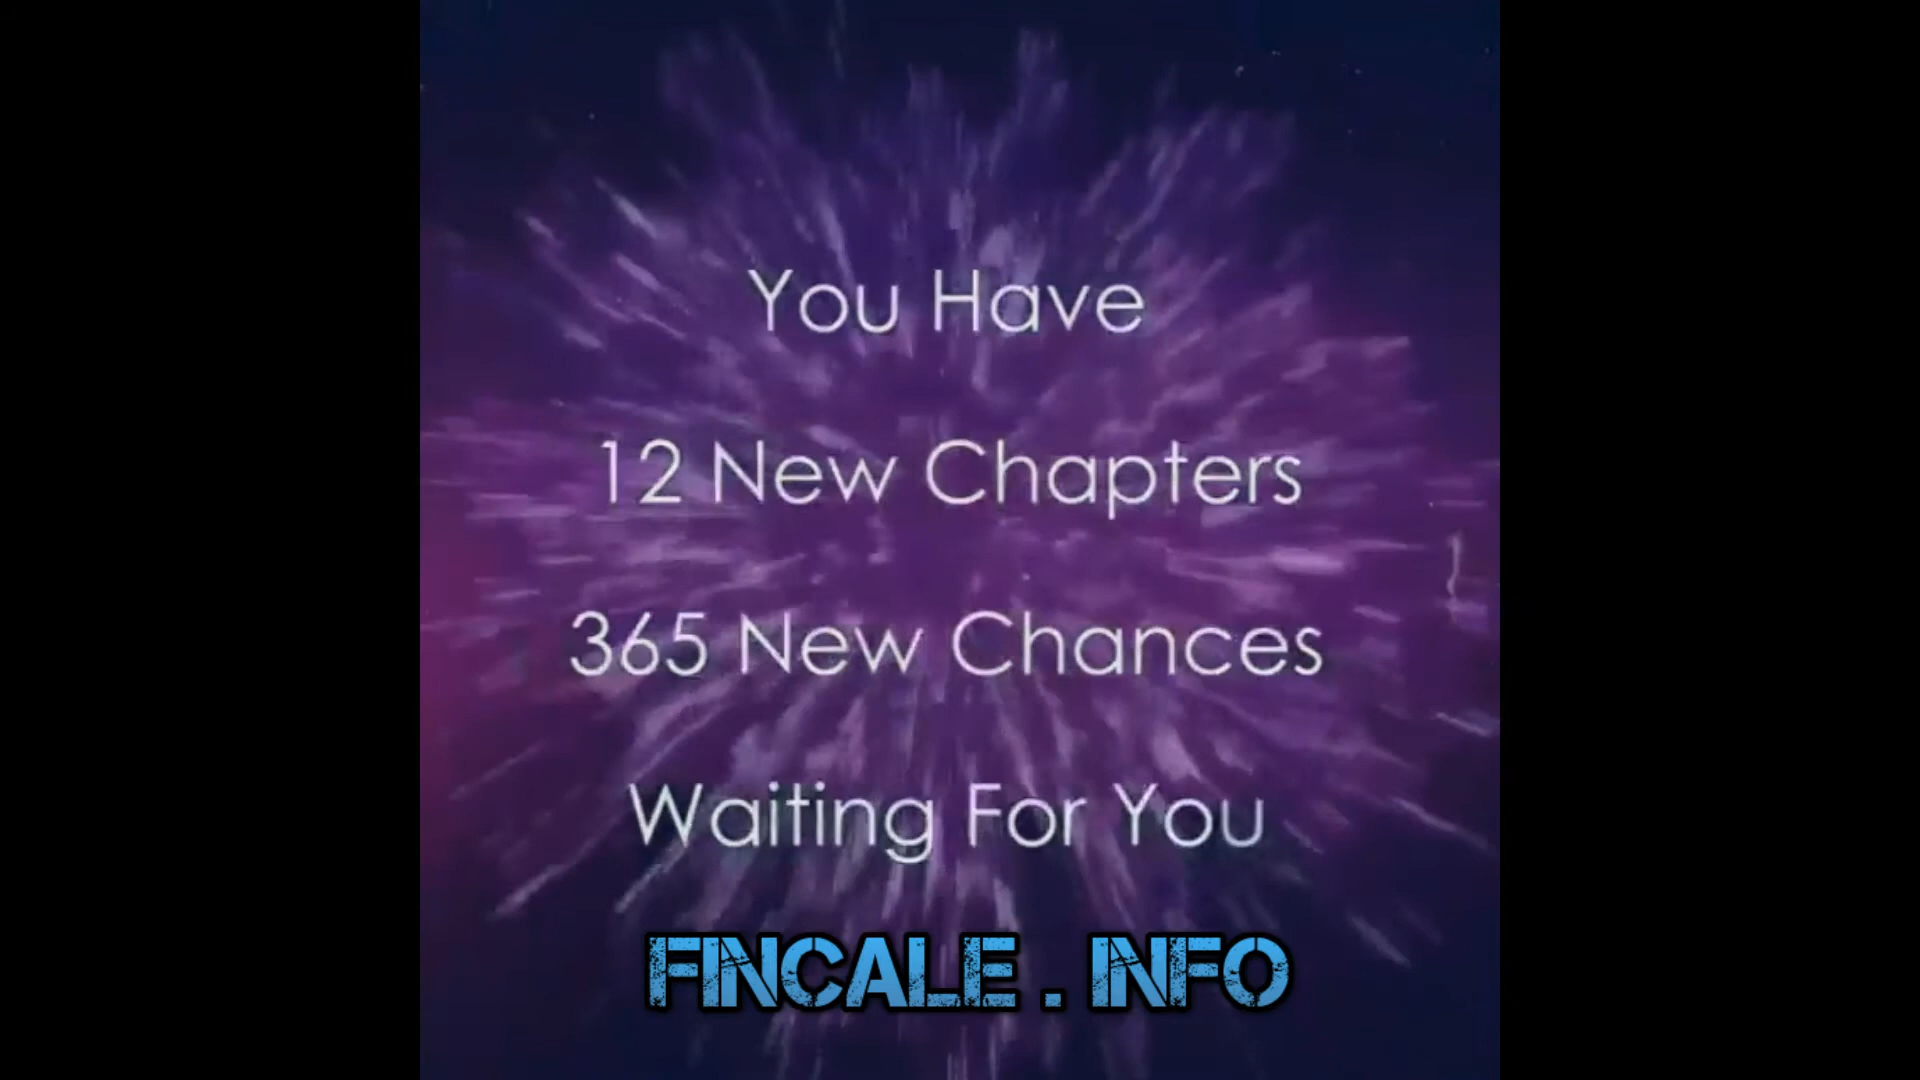 You Have
12 New Chapters
365 New Chances
Waiting For You
FINCALE . INFO